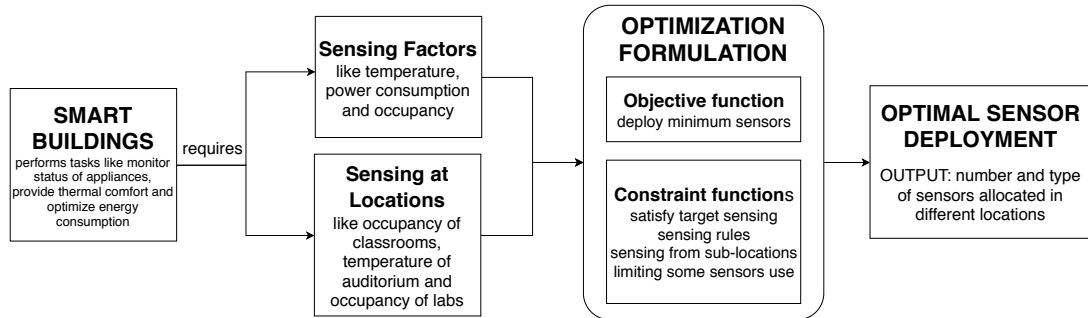 SMART
BUILDINGS
performs tasks like monitor
status of appliances,
provide thermal comfort and
optimize energy
consumption
requires
Sensing Factors
like temperature,
power consumption
and occupancy
Sensing at
Locations
like occupancy of
classrooms,
temperature of
auditorium and
occupancy of labs
OPTIMIZATION
FORMULATION
Objective function
deploy minimum sensors
Constraint functions
satisfy target sensing
sensing rules
sensing from sub-locations
limiting some sensors use
OPTIMAL SENSOR
DEPLOYMENT
OUTPUT: number and type
of sensors allocated in
different locations